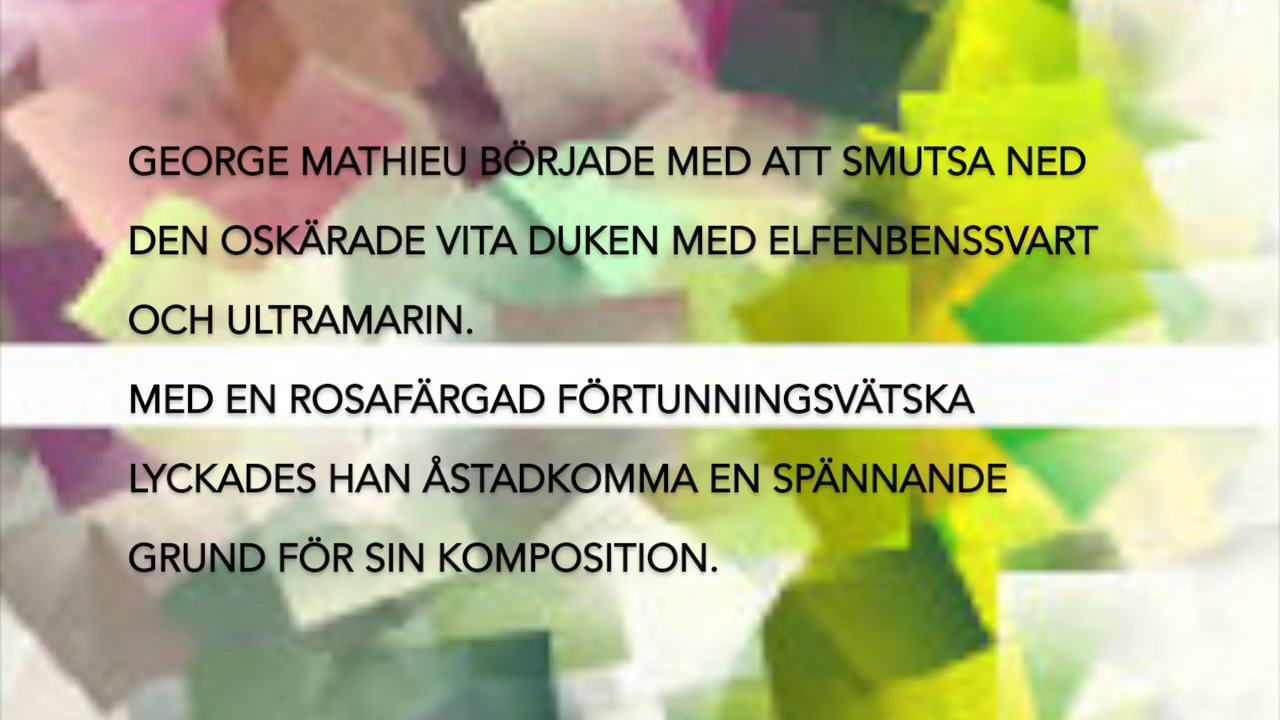 GEORGE MATHIEU BÖRJADE MED ATT SMUTSA NED
DEN OSKÄRADE VITA DUKEN MED ELFENBENSSVART
OCH ULTRAMARIN.
MED EN ROSAFÄRGAD FÖRTUNNINGSVÄTSKA
LYCKADES HAN ÅSTADKOMMA EN SPÄNNANDE
GRUND FÖR SIN KOMPOSITION.